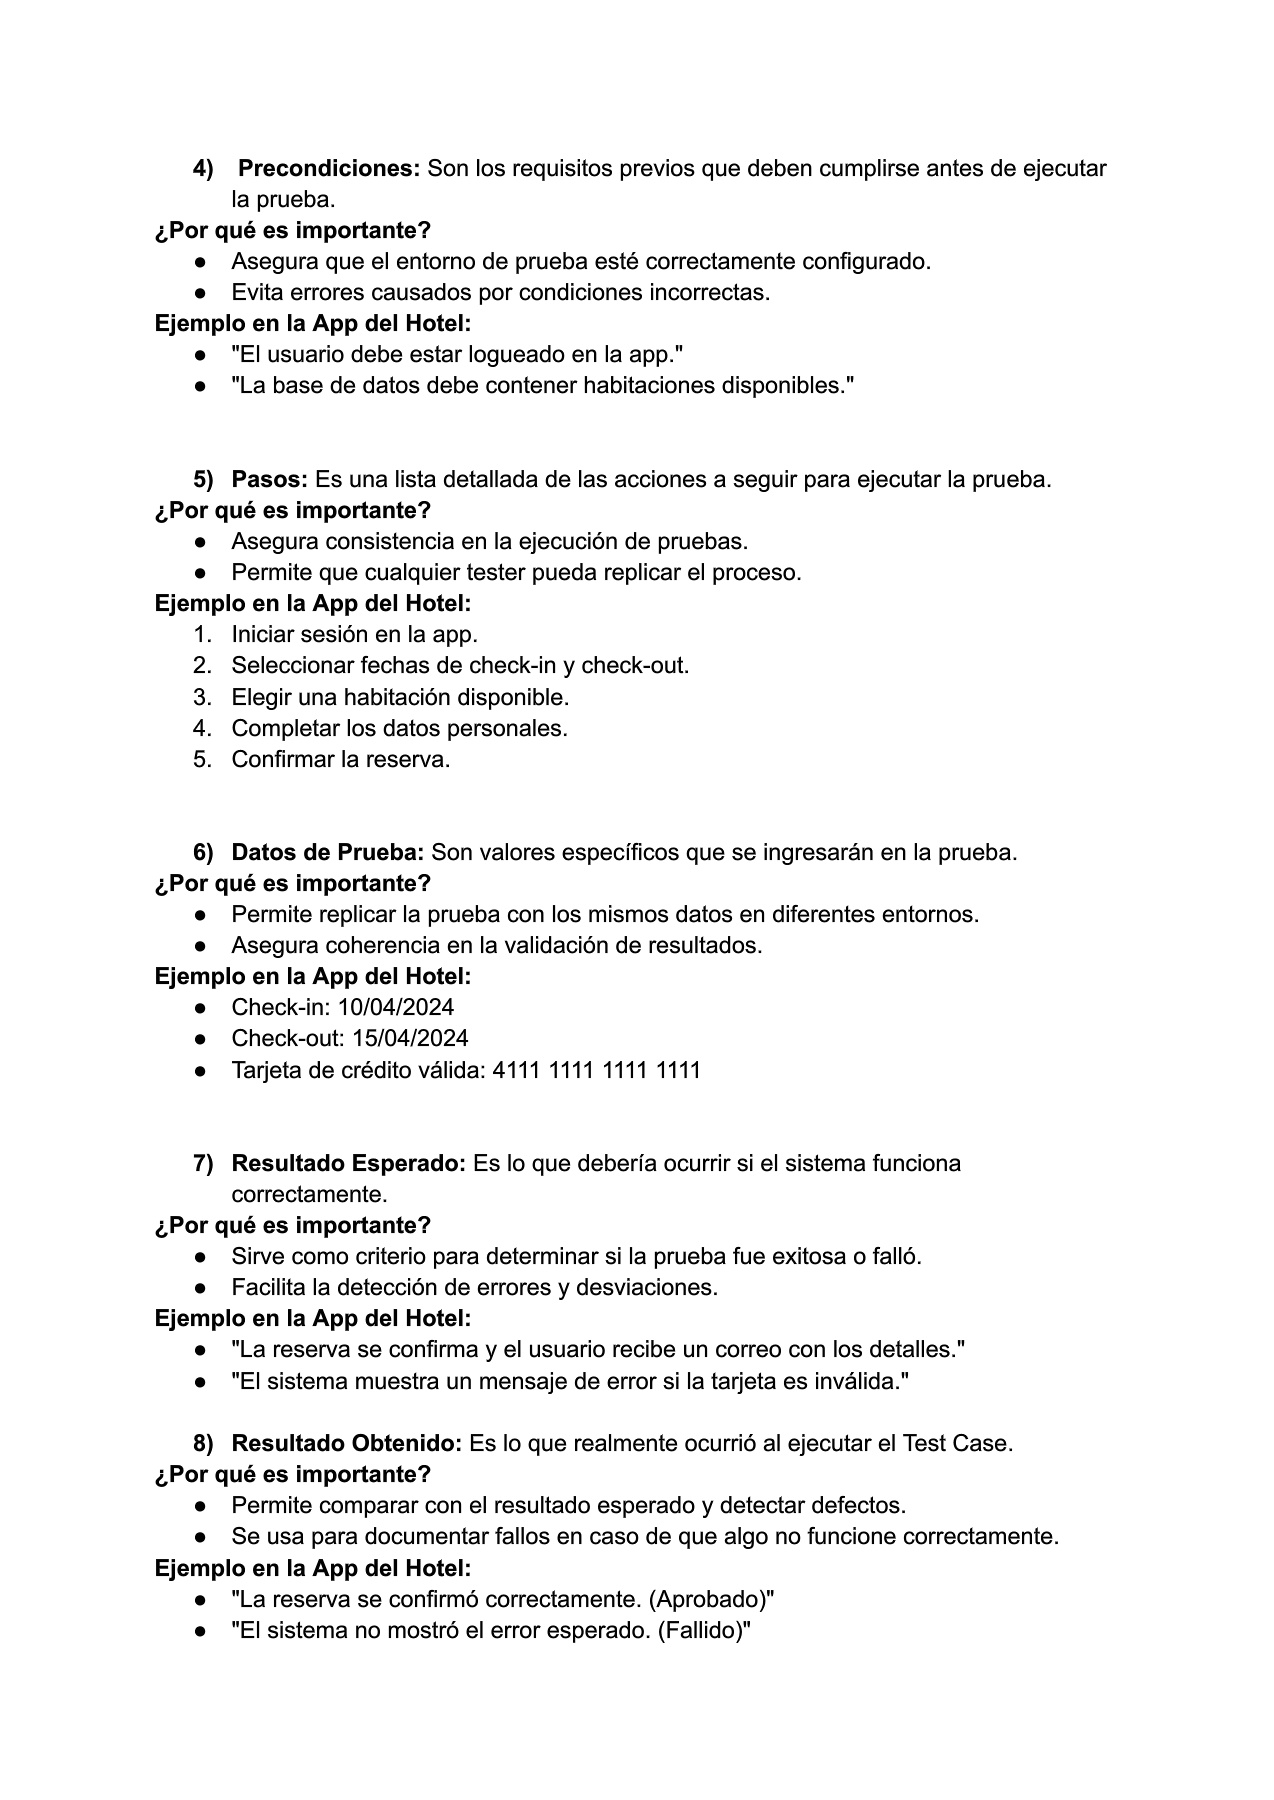 4) Precondiciones: Son los requisitos previos que deben cumplirse antes de ejecutar
la prueba.
¿Por qué es importante?
● Asegura que el entorno de prueba esté correctamente configurado.
● Evita errores causados por condiciones incorrectas.
Ejemplo en la App del Hotel:
● "El usuario debe estar logueado en la app."
● "La base de datos debe contener habitaciones disponibles."
5) Pasos: Es una lista detallada de las acciones a seguir para ejecutar la prueba.
¿Por qué es importante?
● Asegura consistencia en la ejecución de pruebas.
● Permite que cualquier tester pueda replicar el proceso.
Ejemplo en la App del Hotel:
1. Iniciar sesión en la app.
2. Seleccionar fechas de check-in y check-out.
3. Elegir una habitación disponible.
4. Completar los datos personales.
5. Confirmar la reserva.
6) Datos de Prueba: Son valores específicos que se ingresarán en la prueba.
¿Por qué es importante?
● Permite replicar la prueba con los mismos datos en diferentes entornos.
● Asegura coherencia en la validación de resultados.
Ejemplo en la App del Hotel:
● Check-in: 10/04/2024
● Check-out: 15/04/2024
● Tarjeta de crédito válida: 4111 1111 1111 1111
7) Resultado Esperado: Es lo que debería ocurrir si el sistema funciona
correctamente.
¿Por qué es importante?
● Sirve como criterio para determinar si la prueba fue exitosa o falló.
● Facilita la detección de errores y desviaciones.
Ejemplo en la App del Hotel:
● "La reserva se confirma y el usuario recibe un correo con los detalles."
● "El sistema muestra un mensaje de error si la tarjeta es inválida."
8) Resultado Obtenido: Es lo que realmente ocurrió al ejecutar el Test Case.
¿Por qué es importante?
● Permite comparar con el resultado esperado y detectar defectos.
● Se usa para documentar fallos en caso de que algo no funcione correctamente.
Ejemplo en la App del Hotel:
● "La reserva se confirmó correctamente. (Aprobado)"
● "El sistema no mostró el error esperado. (Fallido)"